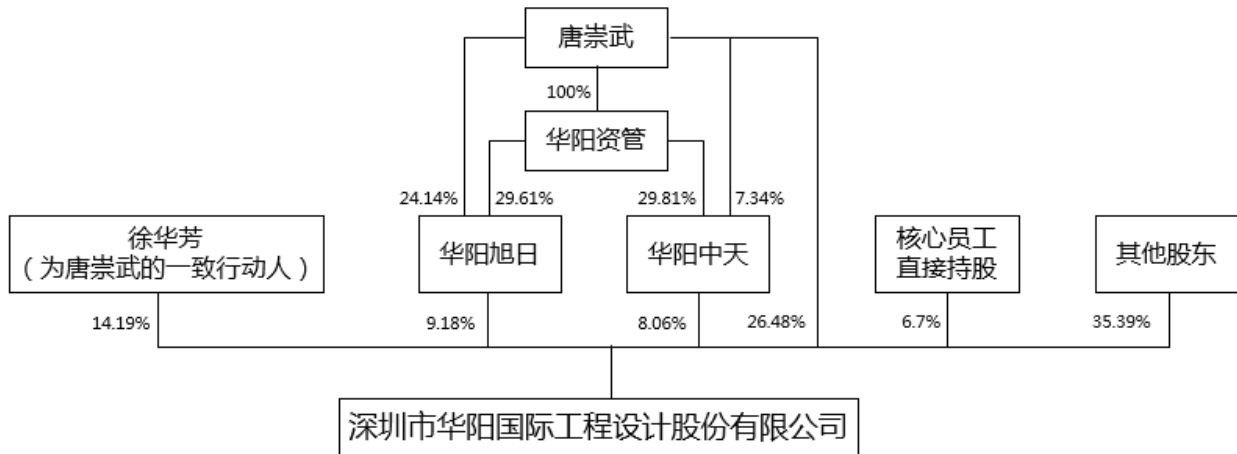 唐崇武
100%
华阳资管
24.14%
29.61%
29.81%
7.34%
徐华芳
（为唐崇武的一致行动人）
华阳旭日
华阳中天
核心员工
直接持股
其他股东
14.19%
9.18%
8.06%
26.48%
6.7%
35.39%
深圳市华阳国际工程设计股份有限公司